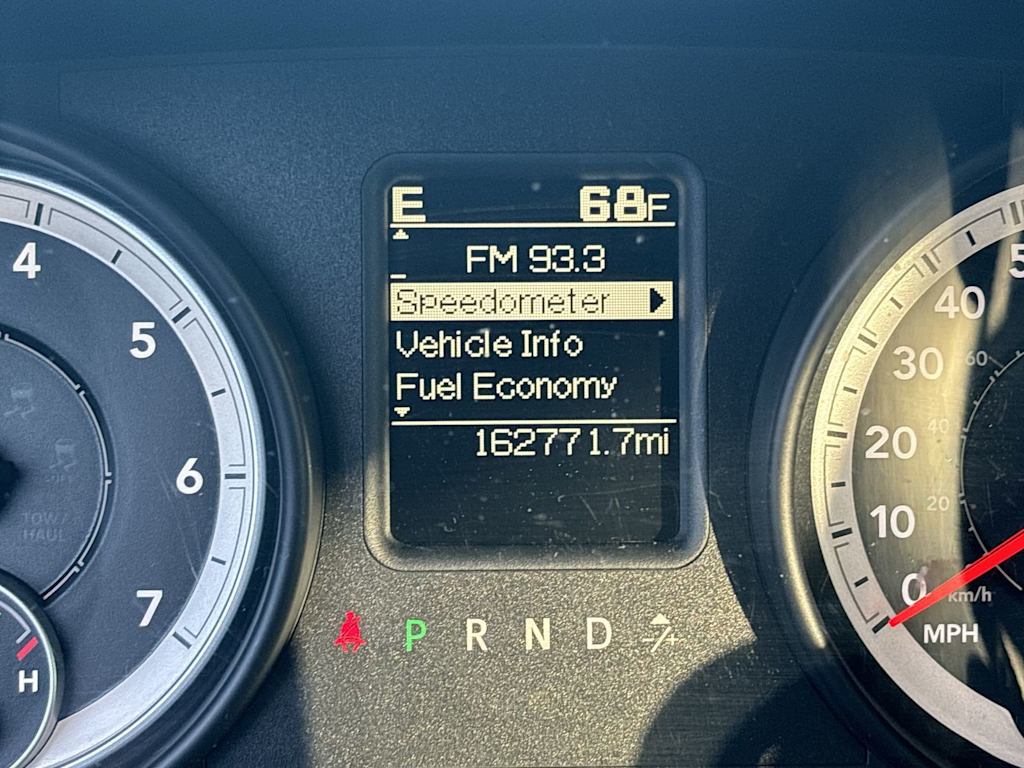 E 68F
FM 93.3
Speedometer
Vehicle Info
Fuel Economy
162771.7mi
4
5
6
7
TOW/
HAUL
H
P R N D
5
40
30 60
20 40
10 20
0 km/h
MPH